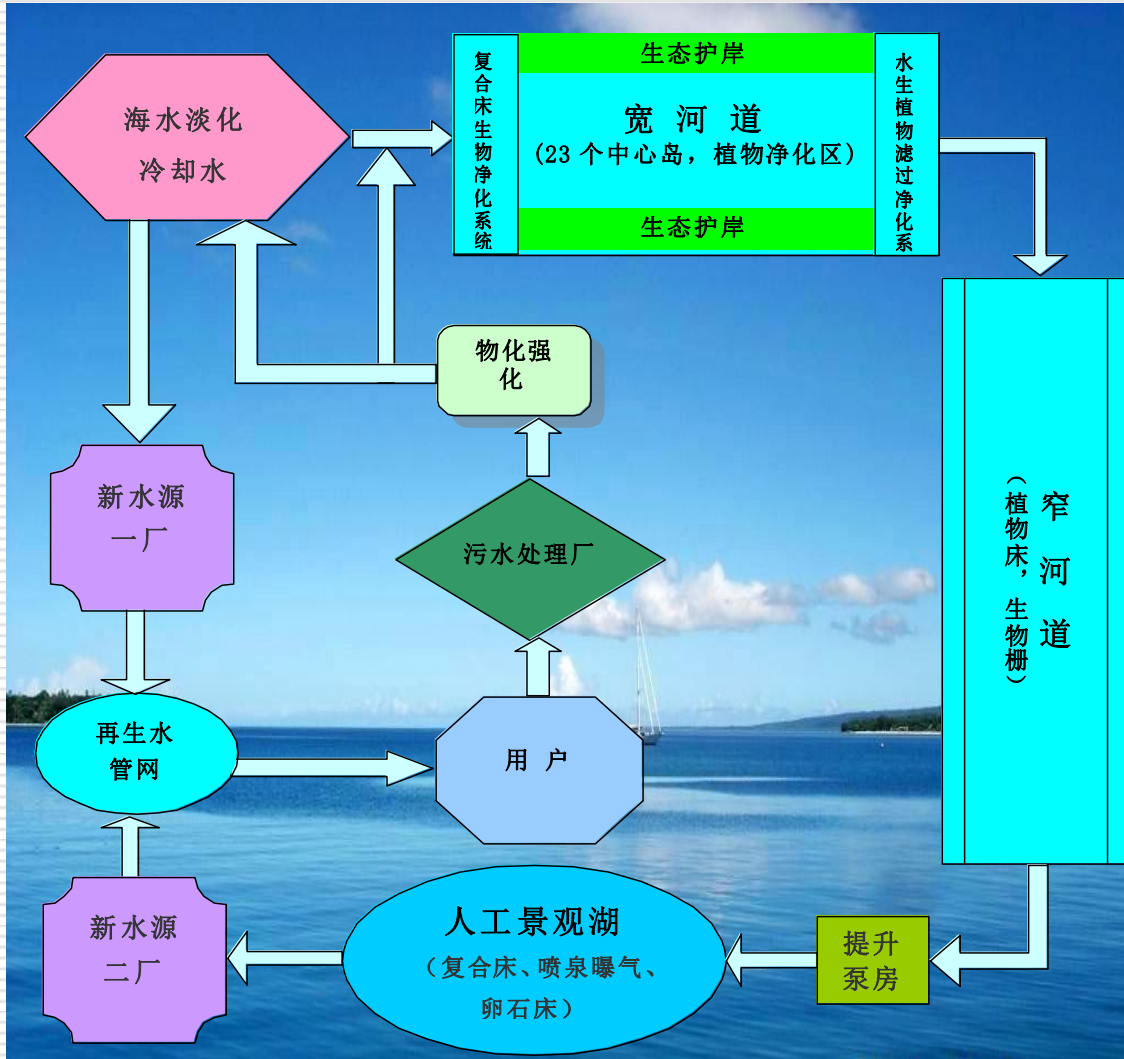 海水淡化
冷却水
复合床生物净化系统
生态护岸
宽 河 道
(23 个中心岛，植物净化区)
生态护岸
水生植物滤过净化系
物化强
化
新水源
一厂
污水处理厂
窄 河 道
（植物床，生物栅）
再生水
管网
用 户
新水源
二厂
人工景观湖
（复合床、喷泉曝气、
卵石床）
提升
泵房